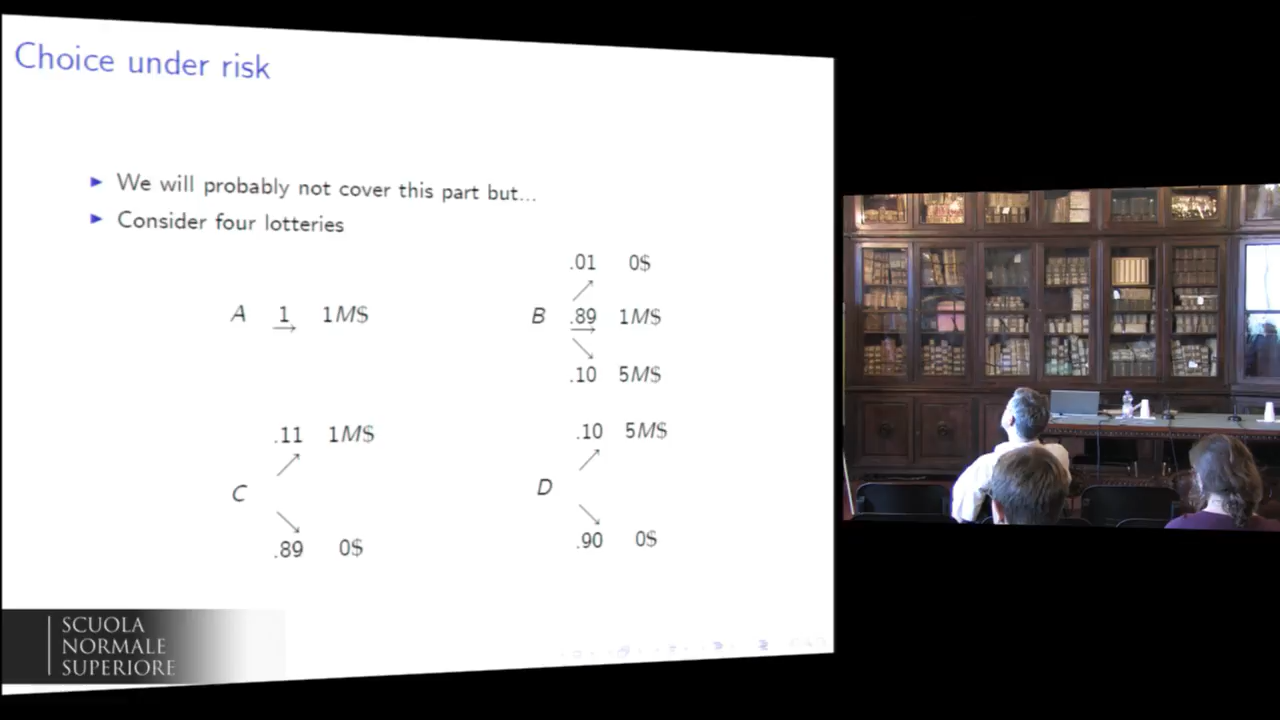 Choice under risk
► We will probably not cover this part but...
► Consider four lotteries
.01 0$
A 1 1M$ B .89 1M$
.10 5M$
.11 1M$ .10 5M$
C D
.89 0$ .90 0$
SCUOLA
NORMALE
SUPERIORE